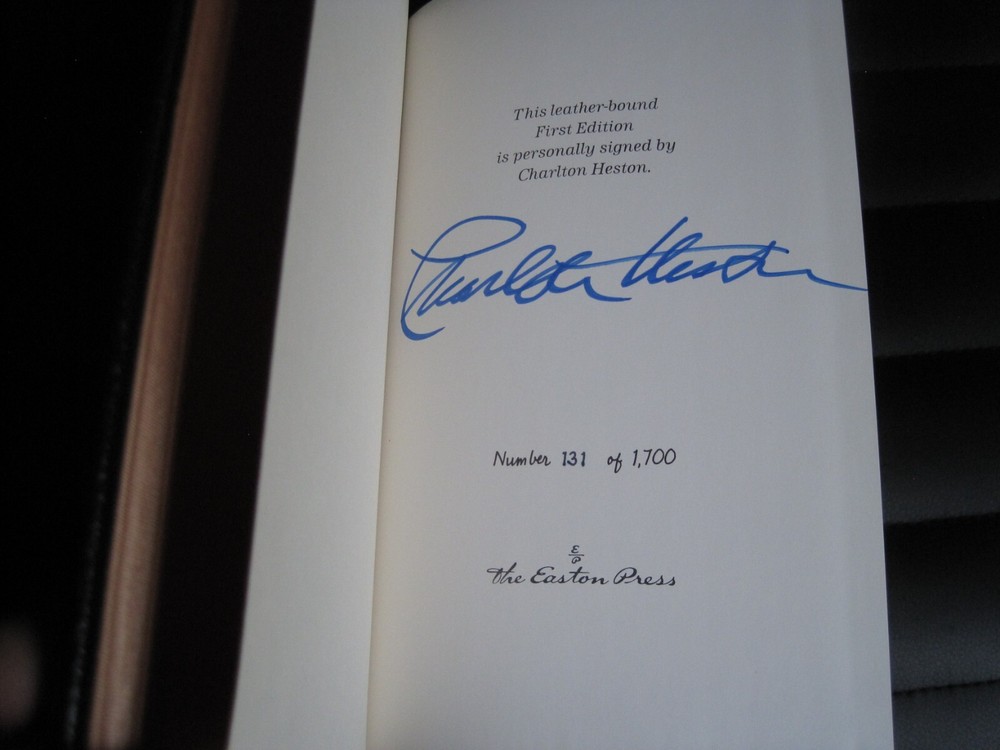 This leather-bound
First Edition
is personally signed by
Charlton Heston.
Charlton Heston
Number 131 of 1,700
E
P
The Easton Press